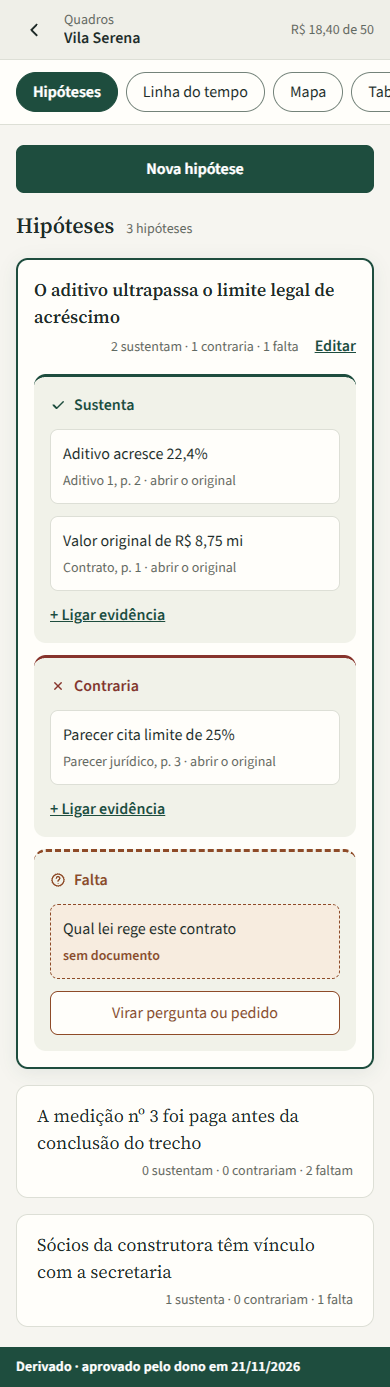 Quadros
Vila Serena
R$ 18,40 de 50
Hipóteses
Linha do tempo
Mapa
Tab
Nova hipótese
Hipóteses
3 hipóteses
O aditivo ultrapassa o limite legal de
acréscimo
2 sustentam · 1 contraria · 1 falta
Editar
Sustenta
Aditivo acresce 22,4%
Aditivo 1, p. 2 · abrir o original
Valor original de R$ 8,75 mi
Contrato, p. 1 · abrir o original
+ Ligar evidência
Contraria
Parecer cita limite de 25%
Parecer jurídico, p. 3 · abrir o original
+ Ligar evidência
Falta
Qual lei rege este contrato
sem documento
Virar pergunta ou pedido
A medição nº 3 foi paga antes da
conclusão do trecho
0 sustentam · 0 contrariam · 2 faltam
Sócios da construtora têm vínculo
com a secretaria
1 sustenta · 0 contrariam · 1 falta
Derivado · aprovado pelo dono em 21/11/2026